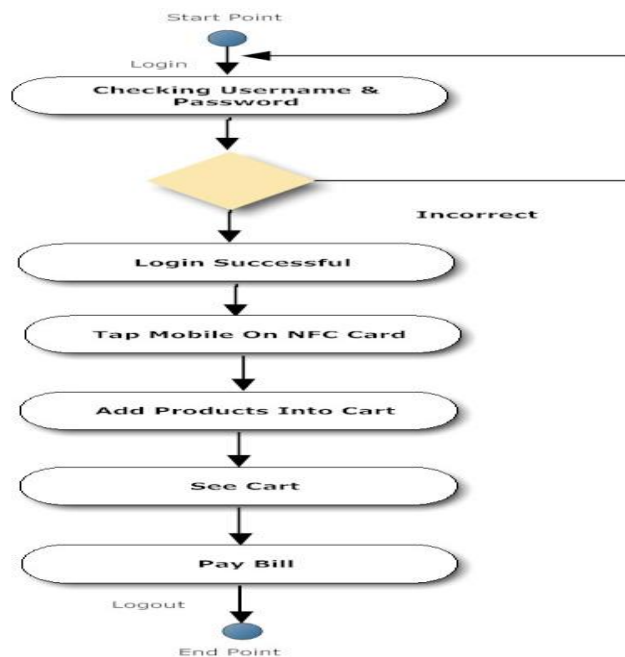 Start Point
Login
Checking Username &
Password
Incorrect
Login Successful
Tap Mobile On NFC Card
Add Products Into Cart
See Cart
Pay Bill
Logout
End Point